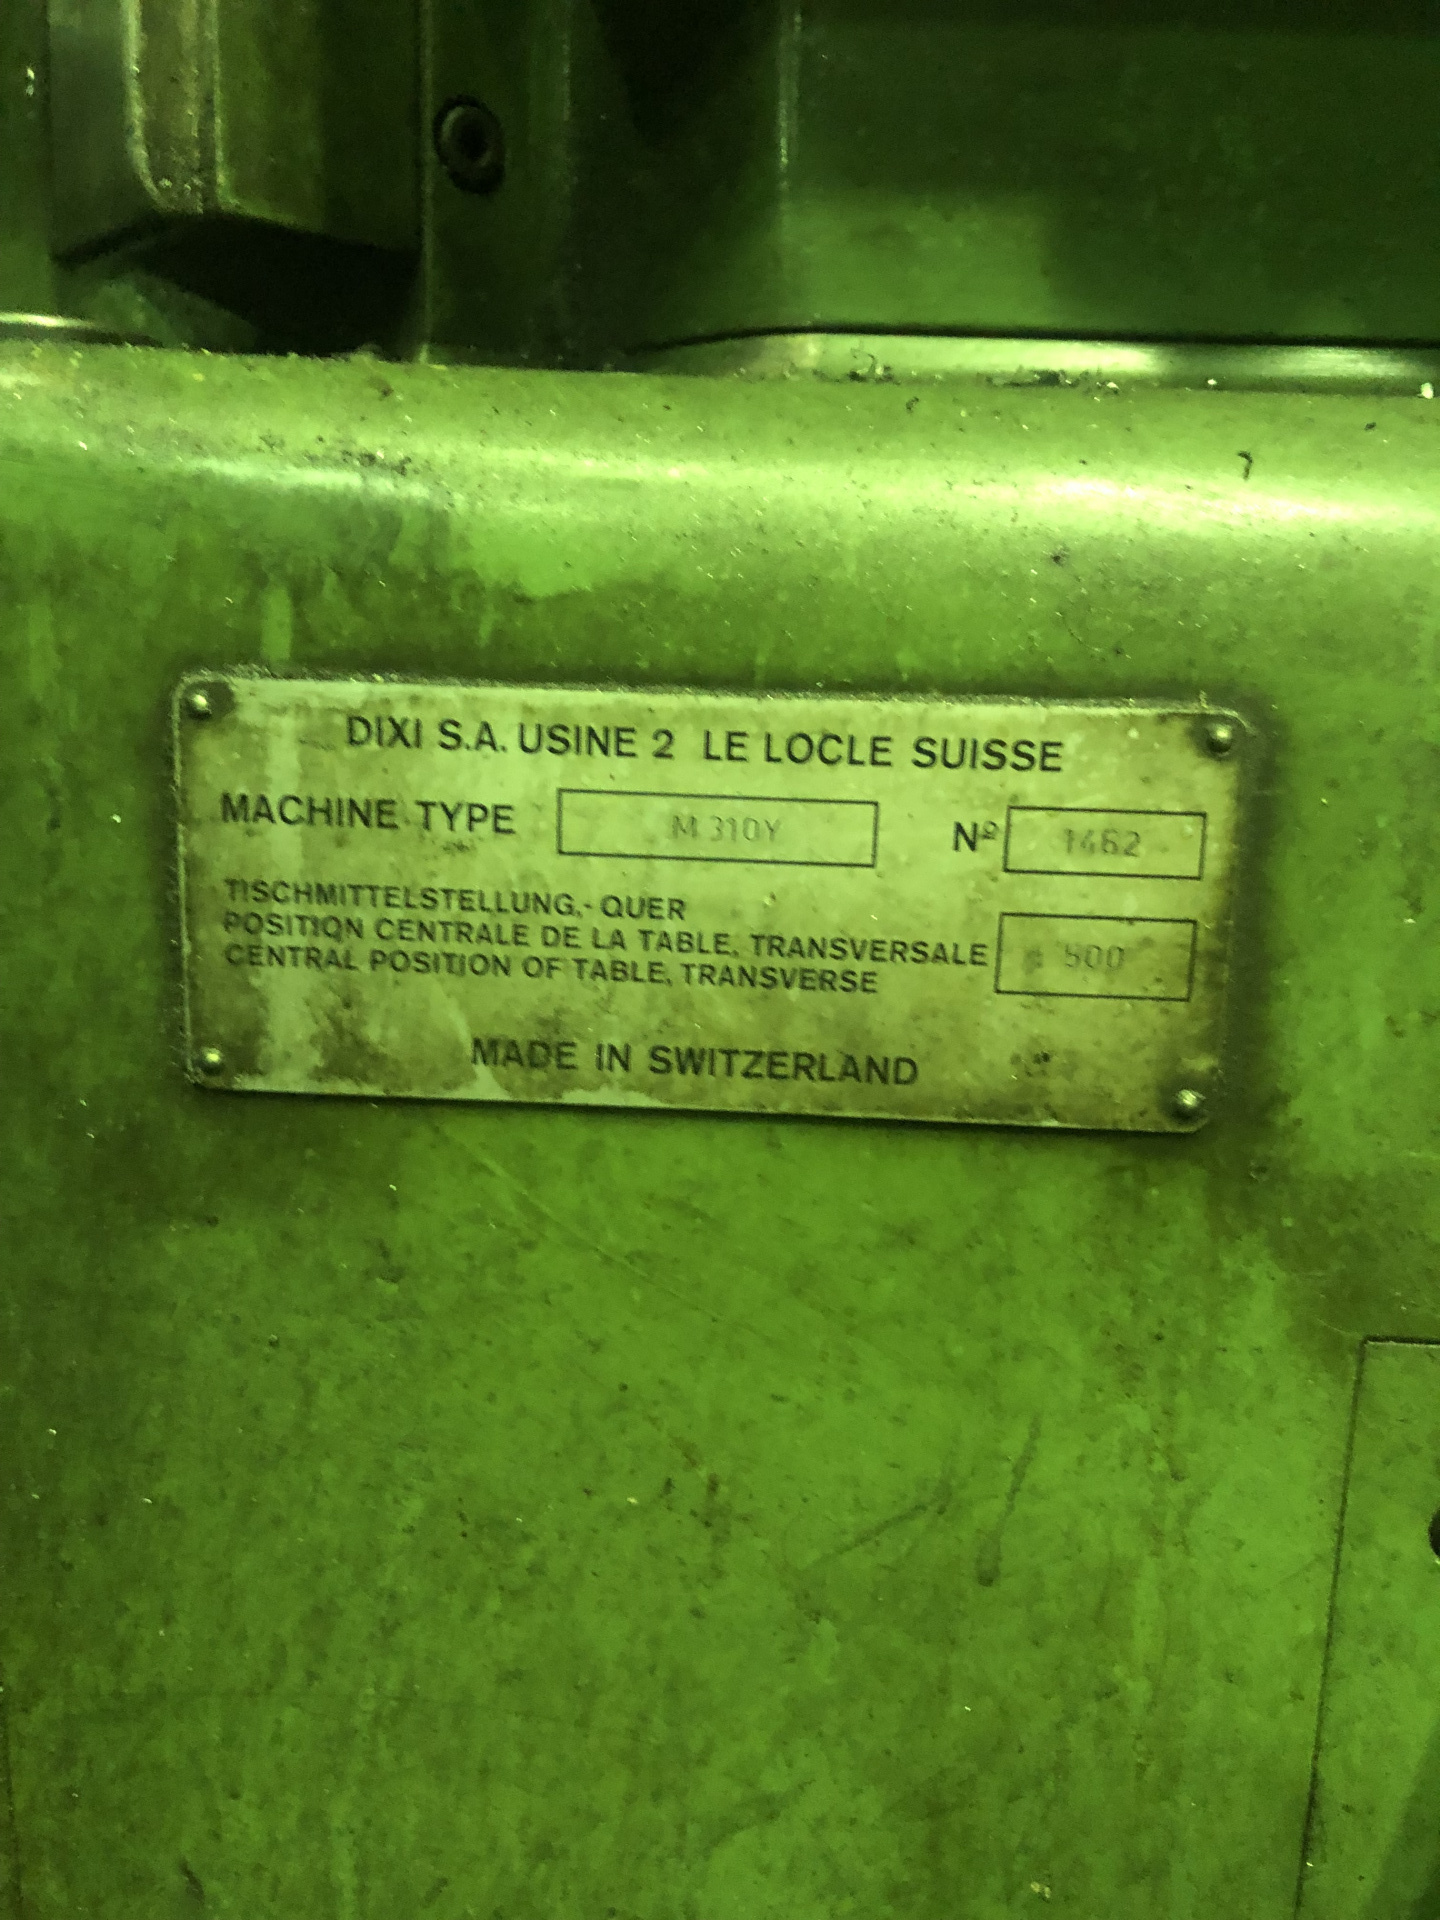 DIXI S.A. USINE 2 LE LOCLE SUISSE
MACHINE TYPE M 310Y Nº 1462
TISCHMITTELSTELLUNG,- QUER
POSITION CENTRALE DE LA TABLE, TRANSVERSALE 500
CENTRAL POSITION OF TABLE, TRANSVERSE
MADE IN SWITZERLAND